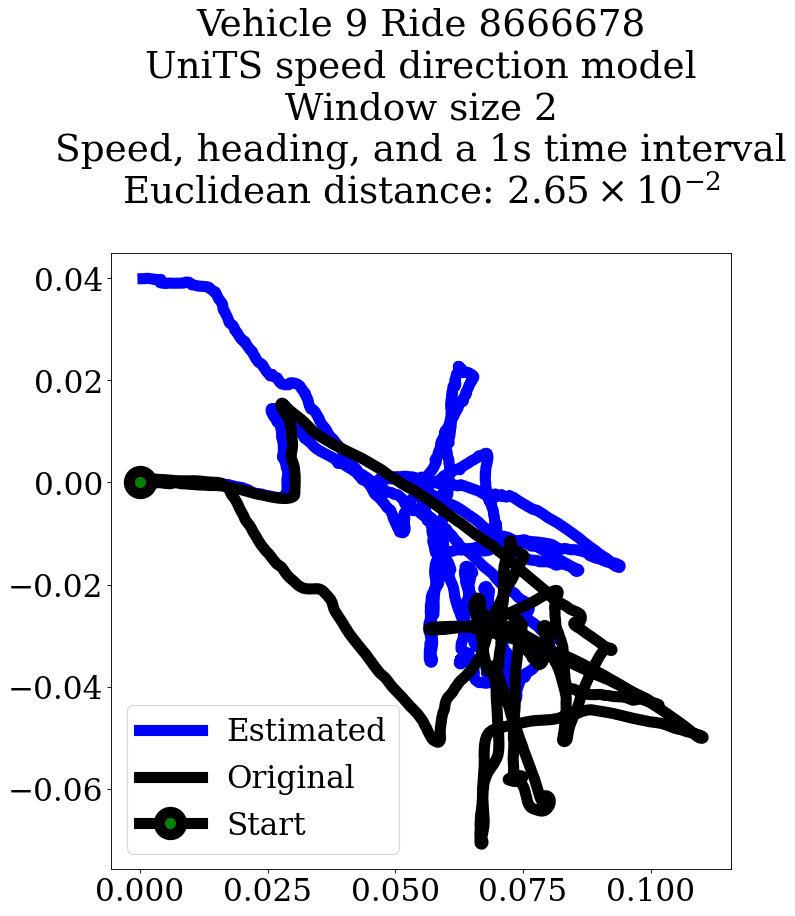 Vehicle 9 Ride 8666678
UniTS speed direction model
Window size 2
Speed, heading, and a 1s time interval
Euclidean distance: 2.65 × 10⁻²
0.04
0.02
0.00
−0.02
−0.04
−0.06
Estimated
Original
Start
0.000 0.025 0.050 0.075 0.100